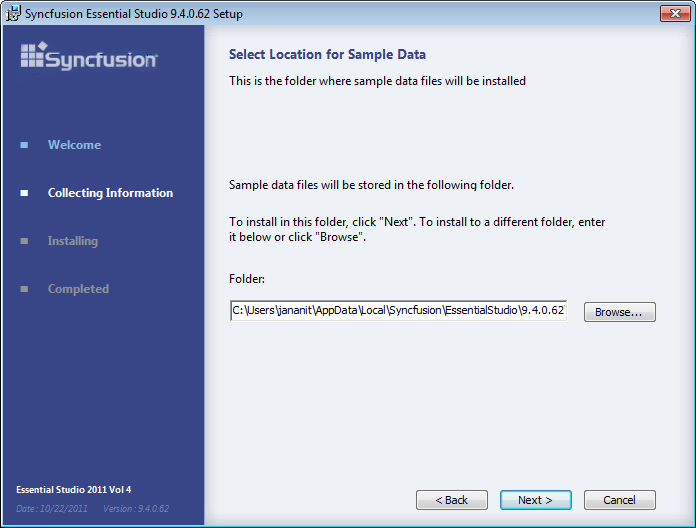 Syncfusion Essential Studio 9.4.0.62 Setup
Syncfusion
Welcome
Collecting Information
Installing
Completed
Essential Studio 2011 Vol 4
Date : 10/22/2011 Version : 9.4.0.62
Select Location for Sample Data
This is the folder where sample data files will be installed
Sample data files will be stored in the following folder.
To install in this folder, click "Next". To install to a different folder, enter
it below or click "Browse".
Folder:
C:\Users\jananit\AppData\Local\Syncfusion\EssentialStudio\9.4.0.62
Browse...
< Back
Next >
Cancel